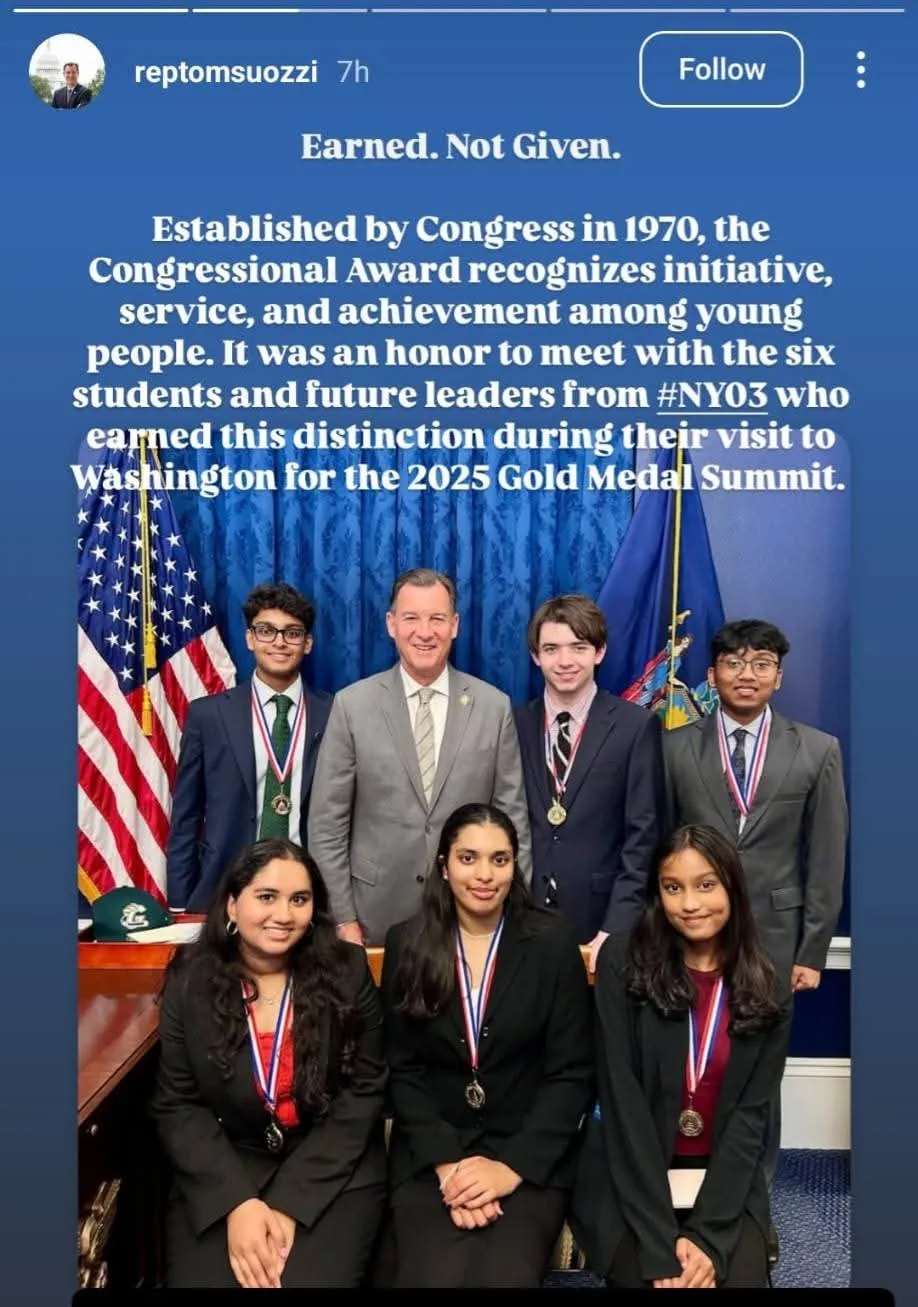 reptomsuozzi 7h
Follow
Earned. Not Given.
Established by Congress in 1970, the
Congressional Award recognizes initiative,
service, and achievement among young
people. It was an honor to meet with the six
students and future leaders from #NY03 who
earned this distinction during their visit to
Washington for the 2025 Gold Medal Summit.